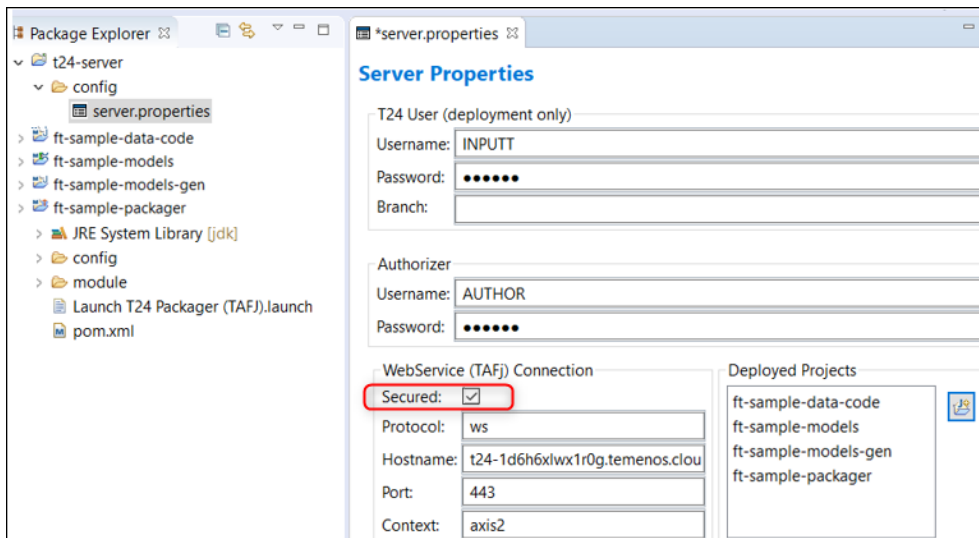 Package Explorer
t24-server
config
server.properties
ft-sample-data-code
ft-sample-models
ft-sample-models-gen
ft-sample-packager
JRE System Library [jdk]
config
module
Launch T24 Packager (TAFJ).launch
pom.xml
*server.properties
Server Properties
T24 User (deployment only)
Username: INPUTT
Password: ●●●●●●
Branch:
Authorizer
Username: AUTHOR
Password: ●●●●●●
WebService (TAFj) Connection
Secured:
Protocol: ws
Hostname: t24-1d6h6xlwx1r0g.temenos.clou
Port: 443
Context: axis2
Deployed Projects
ft-sample-data-code
ft-sample-models
ft-sample-models-gen
ft-sample-packager